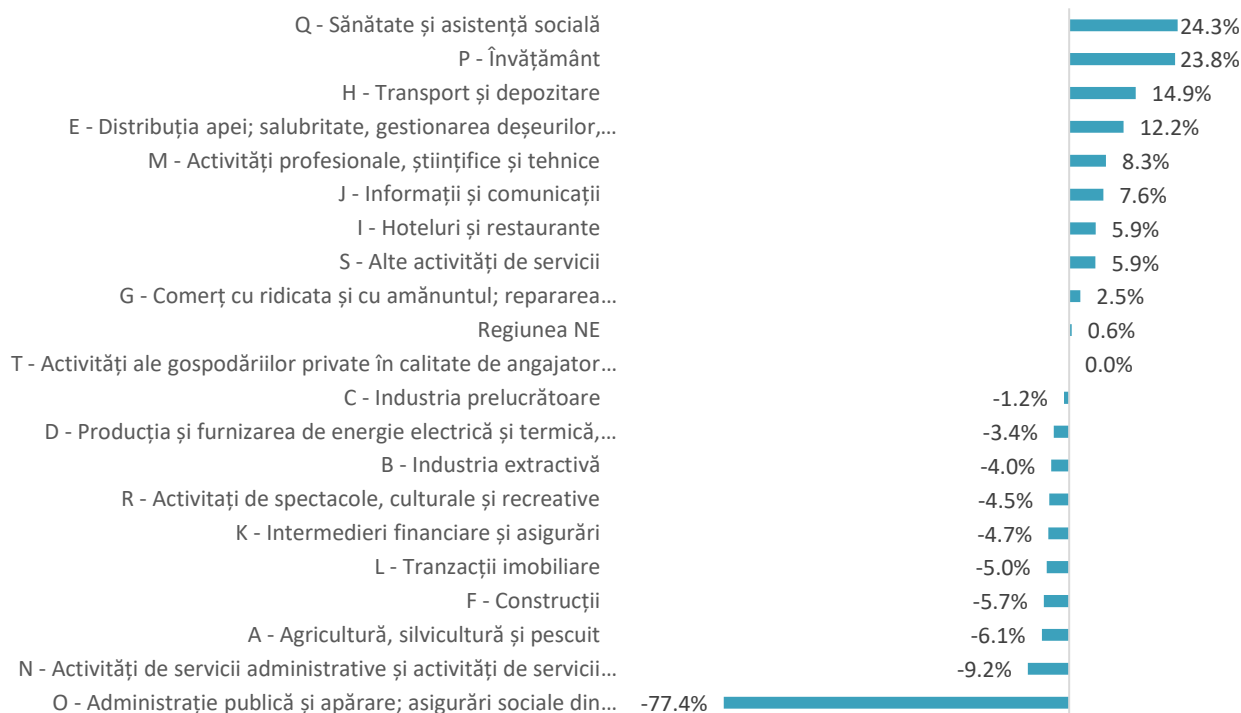 Q - Sănătate și asistență socială 24.3%
P - Învățământ 23.8%
H - Transport și depozitare 14.9%
E - Distribuția apei; salubritate, gestionarea deșeurilor,... 12.2%
M - Activități profesionale, științifice și tehnice 8.3%
J - Informații și comunicații 7.6%
I - Hoteluri și restaurante 5.9%
S - Alte activități de servicii 5.9%
G - Comerț cu ridicata și cu amănuntul; repararea... 2.5%
Regiunea NE 0.6%
T - Activități ale gospodăriilor private în calitate de angajator... 0.0%
C - Industria prelucrătoare -1.2%
D - Producția și furnizarea de energie electrică și termică,... -3.4%
B - Industria extractivă -4.0%
R - Activitați de spectacole, culturale și recreative -4.5%
K - Intermedieri financiare și asigurări -4.7%
L - Tranzacții imobiliare -5.0%
F - Construcții -5.7%
A - Agricultură, silvicultură și pescuit -6.1%
N - Activități de servicii administrative și activități de servicii... -9.2%
O - Administrație publică și apărare; asigurări sociale din... -77.4%